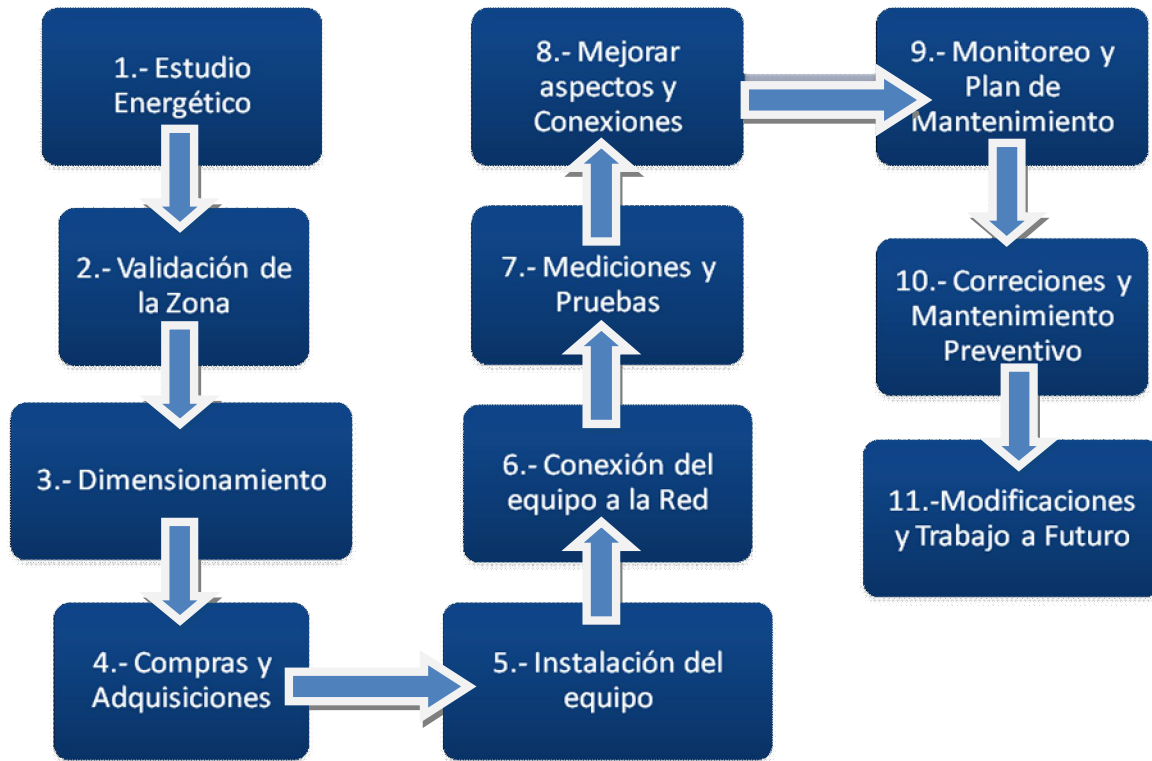 1.- Estudio
Energético
2.- Validación de
la Zona
3.- Dimensionamiento
4.- Compras y
Adquisiciones
5.- Instalación del
equipo
6.- Conexión del
equipo a la Red
7.- Mediciones y
Pruebas
8.- Mejorar
aspectos y
Conexiones
9.- Monitoreo y
Plan de
Mantenimiento
10.- Correciones y
Mantenimiento
Preventivo
11.-Modificaciones
y Trabajo a Futuro